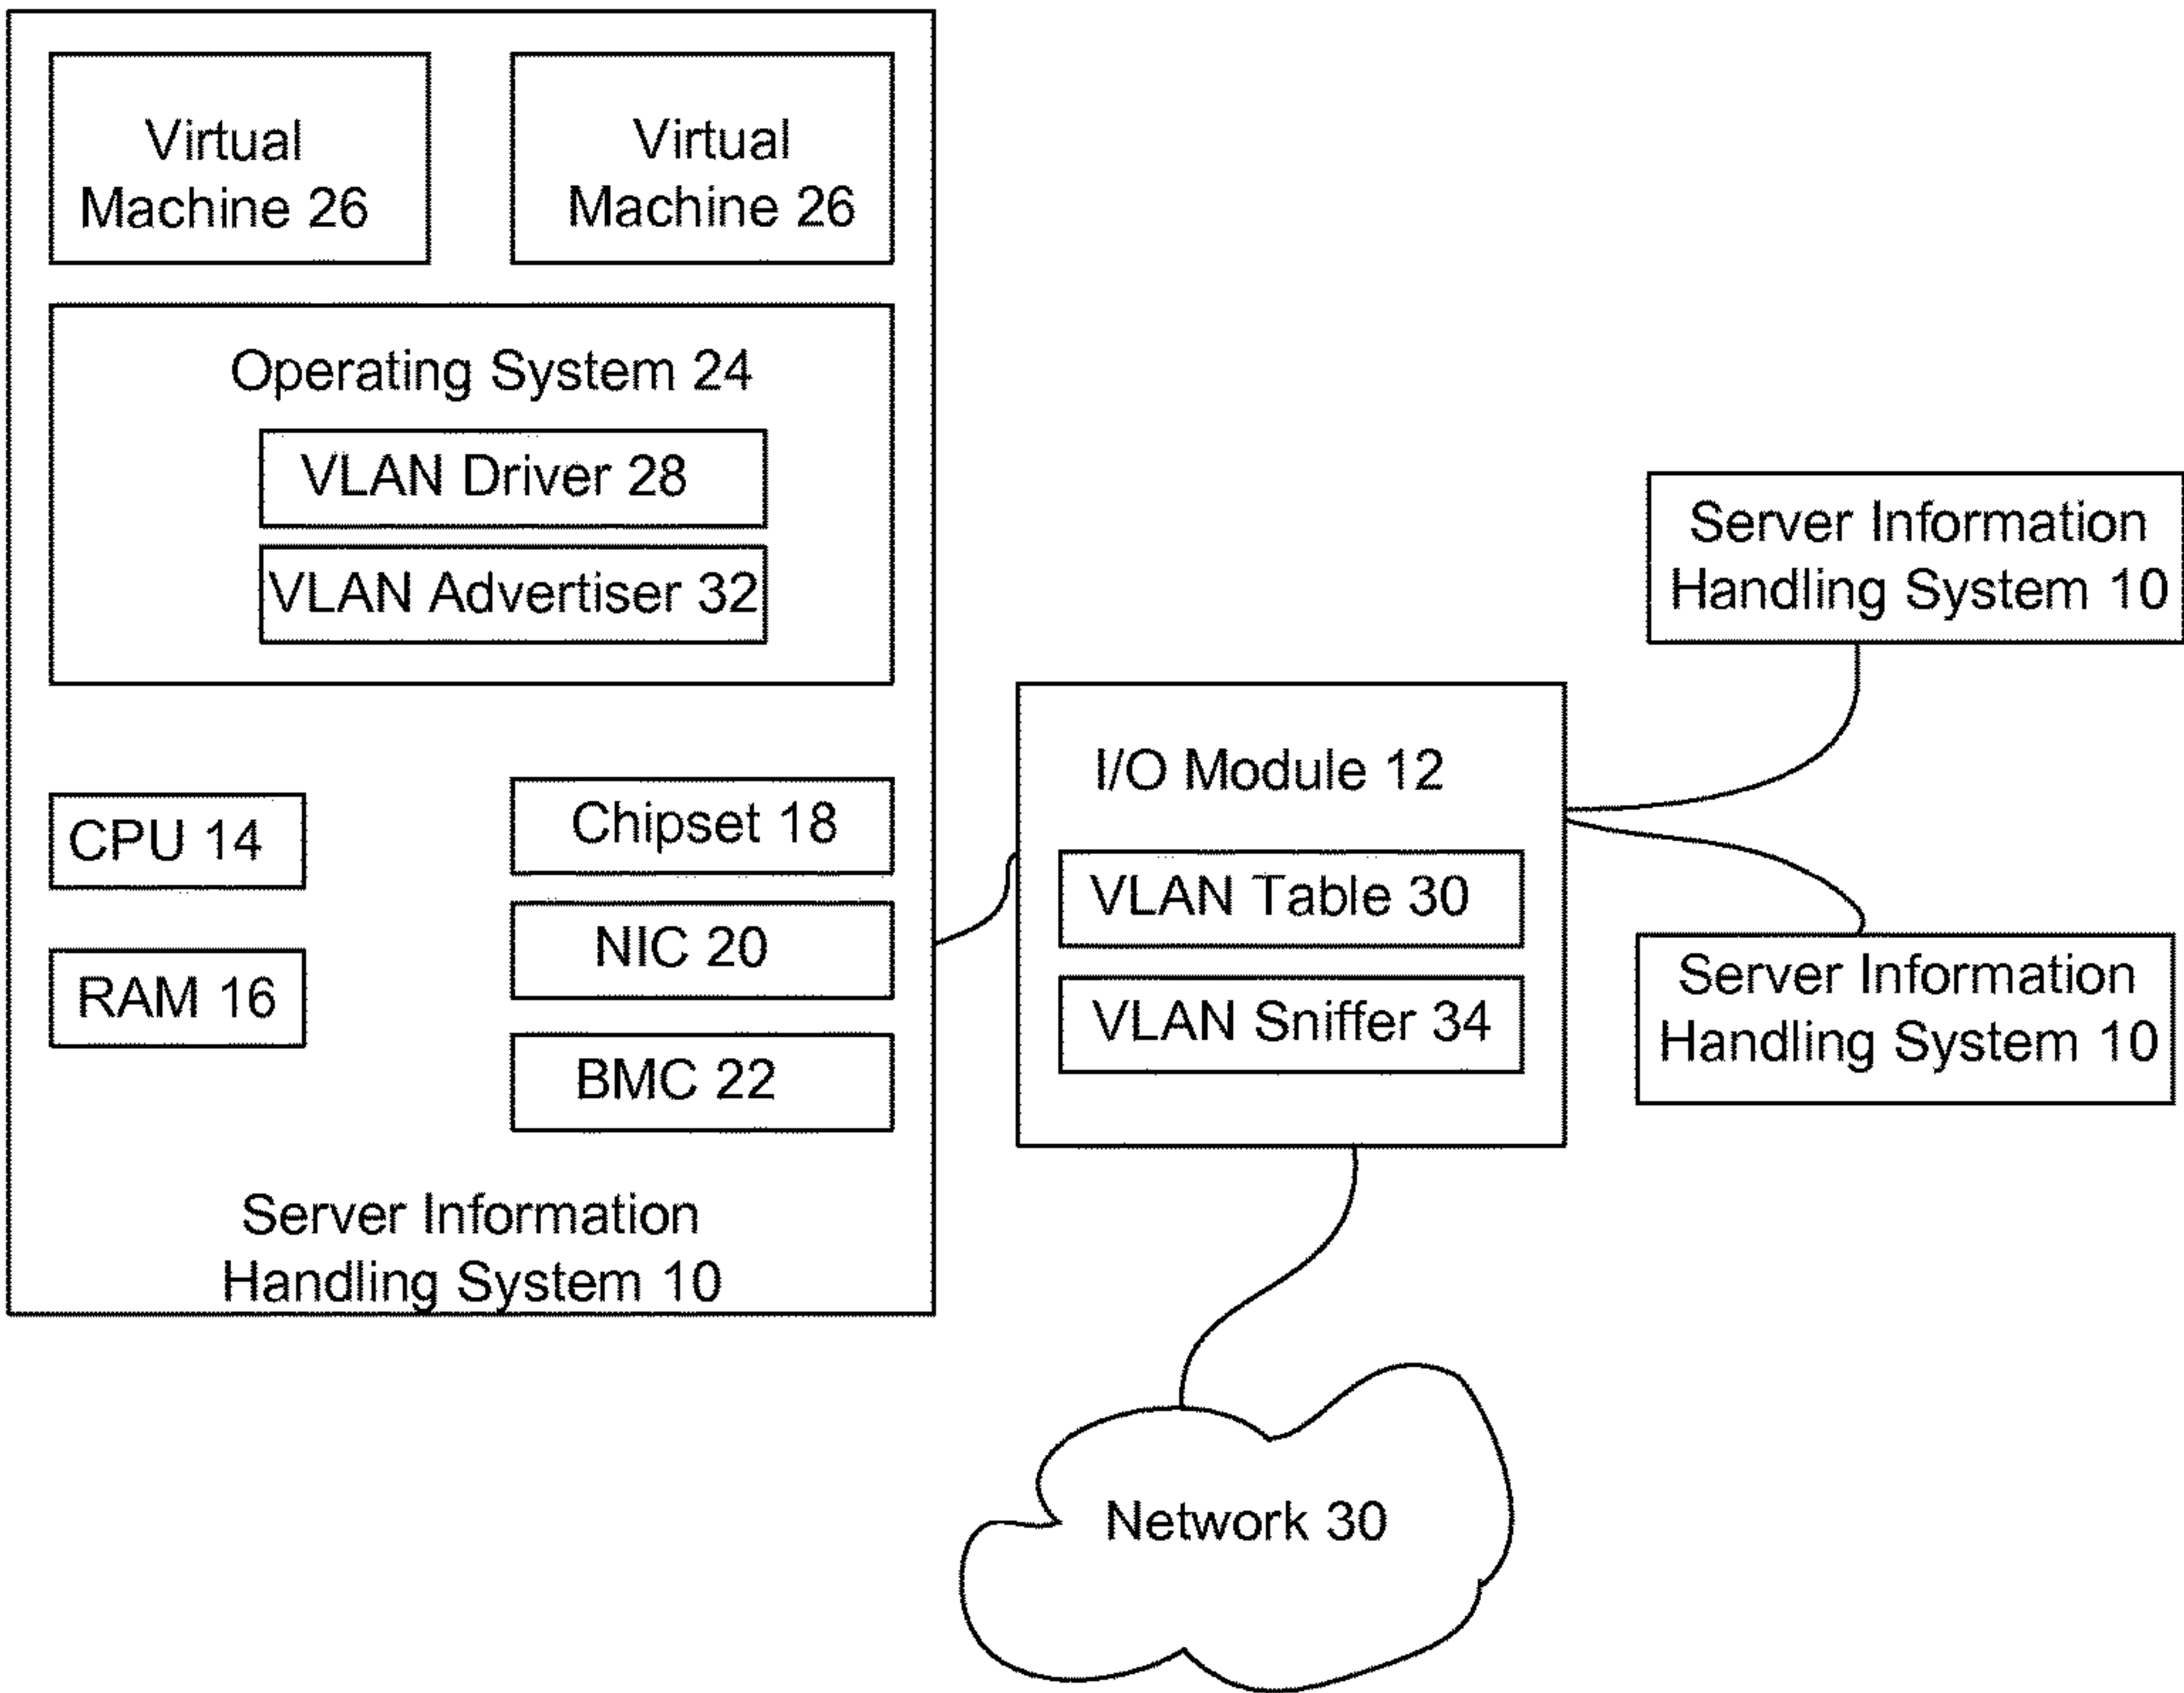 Virtual
Machine 26
Virtual
Machine 26
Operating System 24
VLAN Driver 28
VLAN Advertiser 32
CPU 14
RAM 16
Chipset 18
NIC 20
BMC 22
Server Information
Handling System 10
I/O Module 12
VLAN Table 30
VLAN Sniffer 34
Server Information
Handling System 10
Server Information
Handling System 10
Network 30